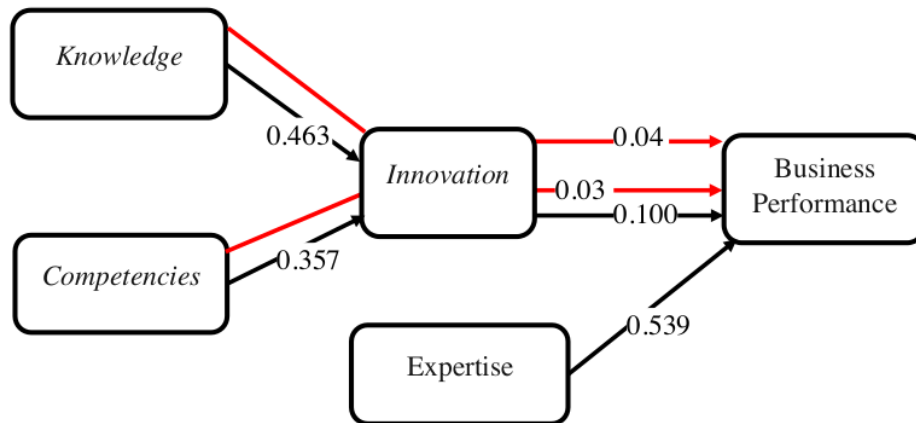 Knowledge
0.463
0.04
Innovation
Business
Performance
0.03
0.100
Competencies
0.357
0.539
Expertise